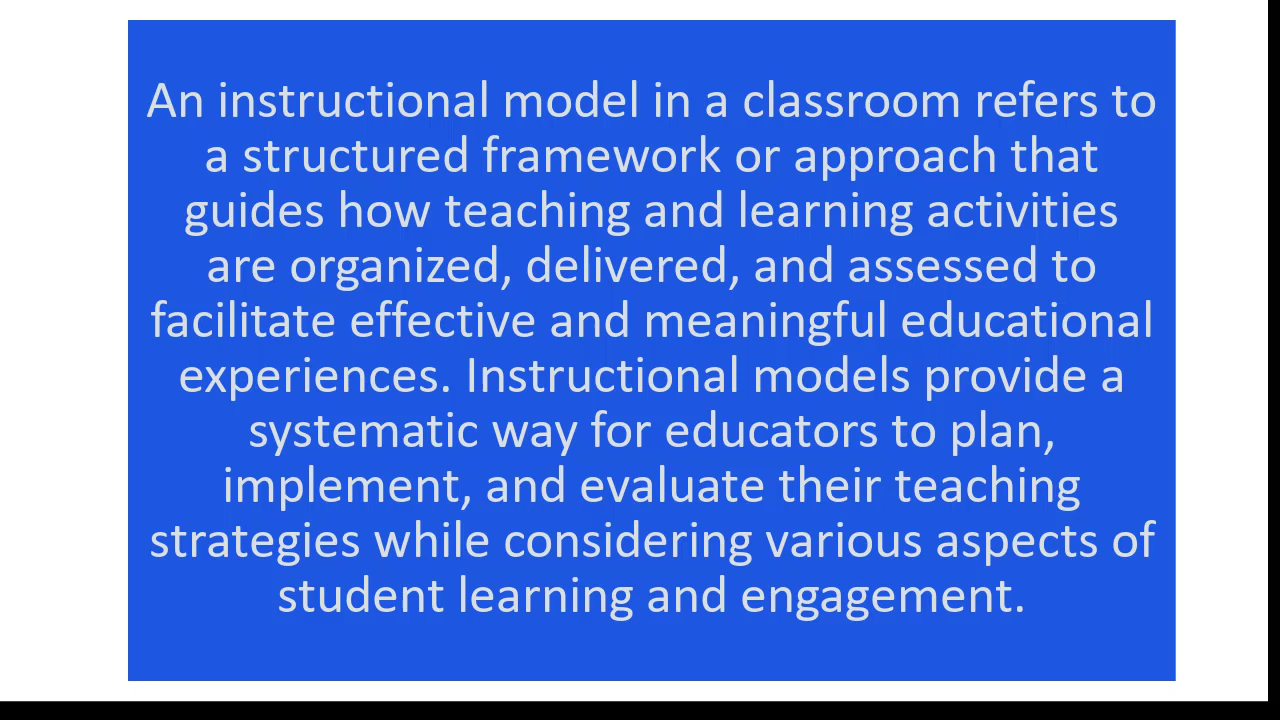 An instructional model in a classroom refers to
a structured framework or approach that
guides how teaching and learning activities
are organized, delivered, and assessed to
facilitate effective and meaningful educational
experiences. Instructional models provide a
systematic way for educators to plan,
implement, and evaluate their teaching
strategies while considering various aspects of
student learning and engagement.